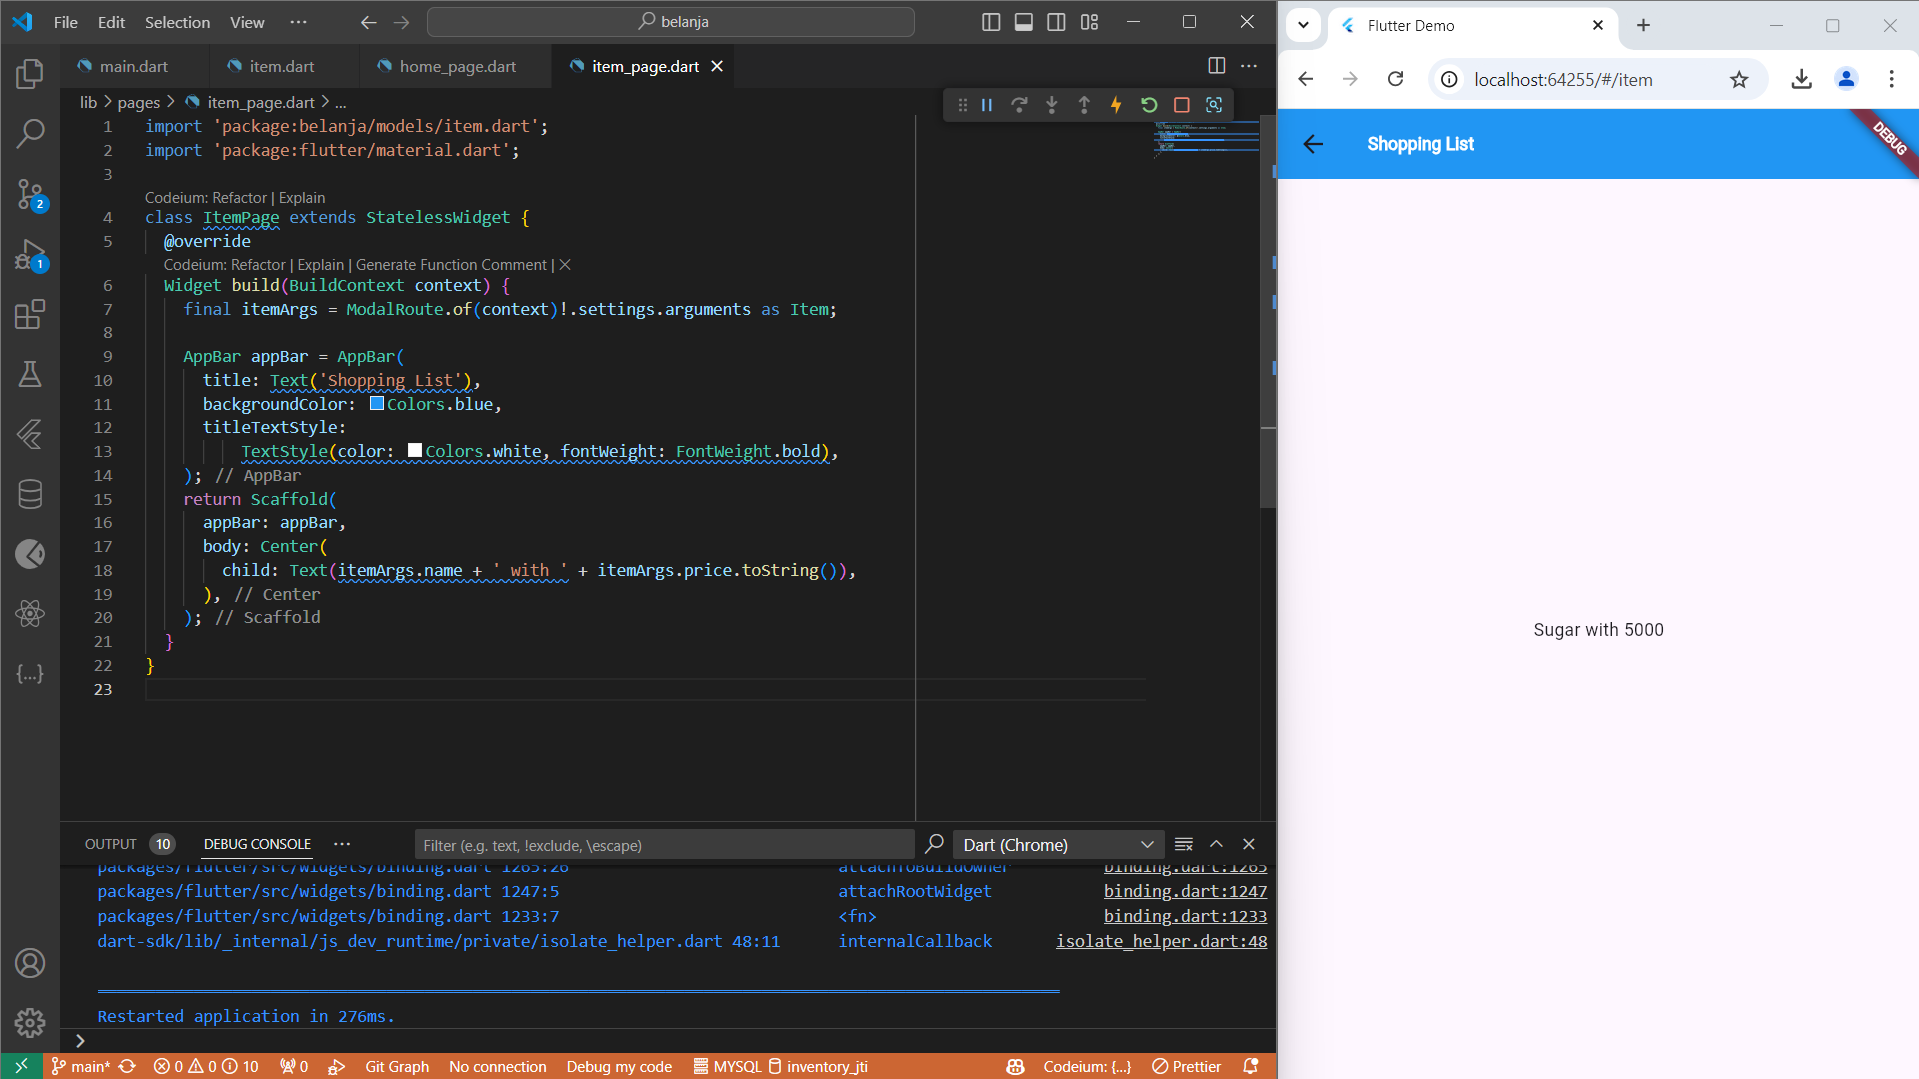 File Edit Selection View ··· belanja
main.dart item.dart home_page.dart item_page.dart
lib > pages > item_page.dart > ...
1 import 'package:belanja/models/item.dart';
2 import 'package:flutter/material.dart';
3
Codeium: Refactor | Explain
4 class ItemPage extends StatelessWidget {
5 @override
Codeium: Refactor | Explain | Generate Function Comment | ×
6 Widget build(BuildContext context) {
7 final itemArgs = ModalRoute.of(context)!.settings.arguments as Item;
8
9 AppBar appBar = AppBar(
10 title: Text('Shopping List'),
11 backgroundColor: Colors.blue,
12 titleTextStyle:
13 TextStyle(color: Colors.white, fontWeight: FontWeight.bold),
14 ); // AppBar
15 return Scaffold(
16 appBar: appBar,
17 body: Center(
18 child: Text(itemArgs.name + ' with ' + itemArgs.price.toString()),
19 ), // Center
20 ); // Scaffold
21 }
22 }
23
OUTPUT 10 DEBUG CONSOLE ··· Filter (e.g. text, !exclude, \escape) Dart (Chrome)
packages/flutter/src/widgets/binding.dart 1265:26 attachToBuildOwner binding.dart:1265
packages/flutter/src/widgets/binding.dart 1247:5 attachRootWidget binding.dart:1247
packages/flutter/src/widgets/binding.dart 1233:7 <fn> binding.dart:1233
dart-sdk/lib/_internal/js_dev_runtime/private/isolate_helper.dart 48:11 internalCallback isolate_helper.dart:48
Restarted application in 276ms.
>
main* 0 0 10 0 Git Graph No connection Debug my code MYSQL inventory_jti Codeium: {...} Prettier
2
1
Flutter Demo
localhost:64255/#/item
Shopping List
DEBUG
Sugar with 5000